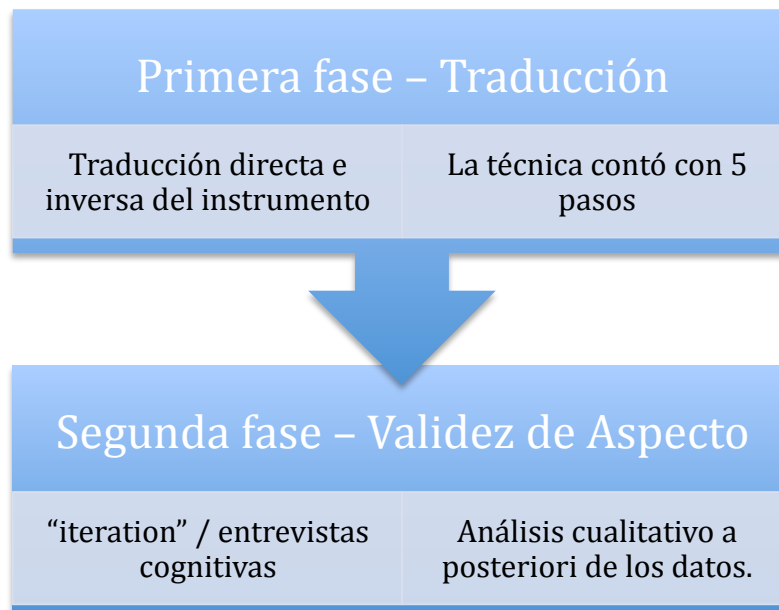 Primera fase – Traducción
Traducción directa e
inversa del instrumento
La técnica contó con 5
pasos
Segunda fase – Validez de Aspecto
“iteration” / entrevistas
cognitivas
Análisis cualitativo a
posteriori de los datos.